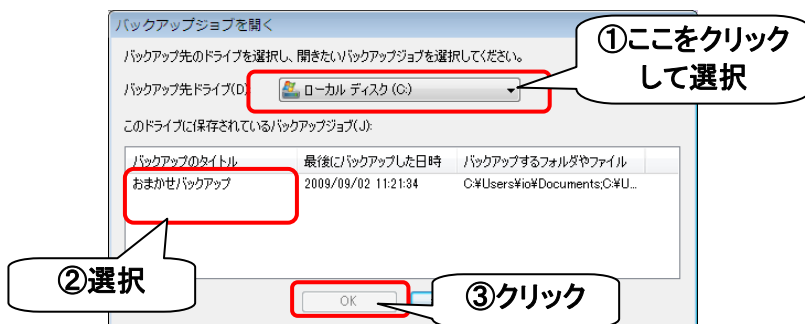 バックアップジョブを開く
バックアップ先のドライブを選択し、開きたいバックアップジョブを選択してください。
①ここをクリック
して選択
バックアップ先ドライブ(D)
ローカル ディスク (C:)
このドライブに保存されているバックアップジョブ(J):
バックアップのタイトル 最後にバックアップした日時 バックアップするフォルダやファイル
おまかせバックアップ 2009/09/02 11:21:34 C:¥Users¥io¥Documents;C:¥U...
②選択
OK
③クリック